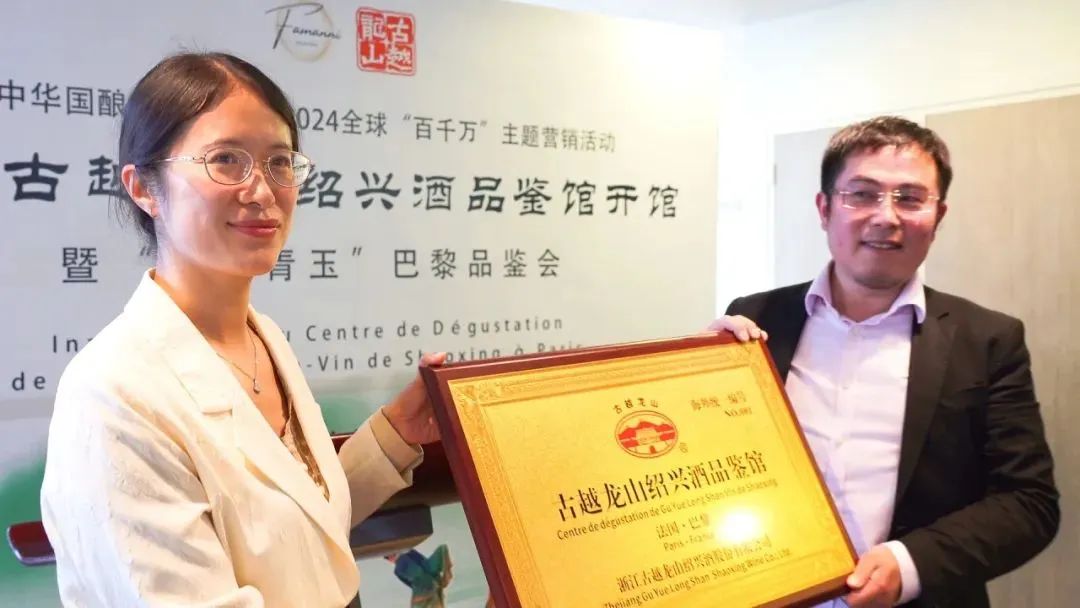 Famanni
古越
龍山
中华国酿
2024全球“百千万”主题营销活动
古越 绍兴酒品鉴馆开馆
暨“ 青玉”巴黎品鉴会
Centre de Dégustation
de -Vin de Shaoxing à Paris
古越龙山
NO.001
古越龙山绍兴酒品鉴馆
Centre de dégustation de Gu Yue Long Shan Vin de Shaoxing
法国·巴黎
Paris-France
浙江古越龙山绍兴酒股份有限公司
Zhejiang Gu Yue Long Shan Shaoxing Wine Co.Ltd.